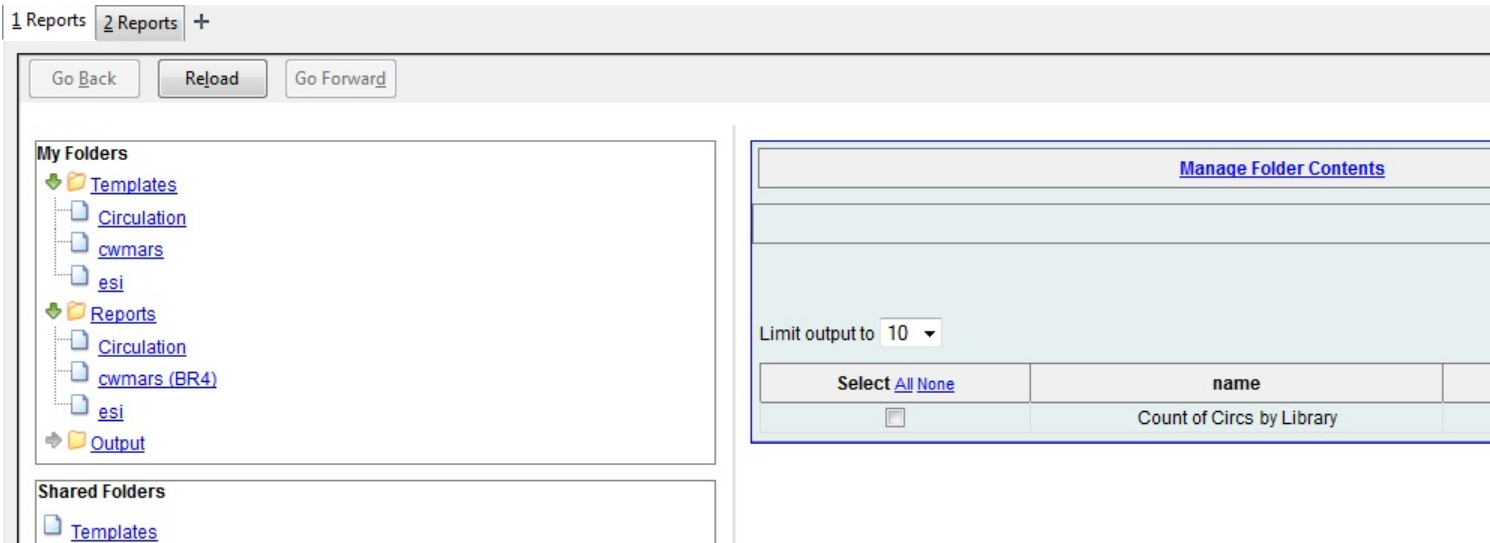 1 Reports 2 Reports +
Go Back Reload Go Forward
My Folders
Templates
Circulation
cwmars
esi
Reports
Circulation
cwmars (BR4)
esi
Output
Shared Folders
Templates
Manage Folder Contents
Limit output to 10
Select All None name
Count of Circs by Library